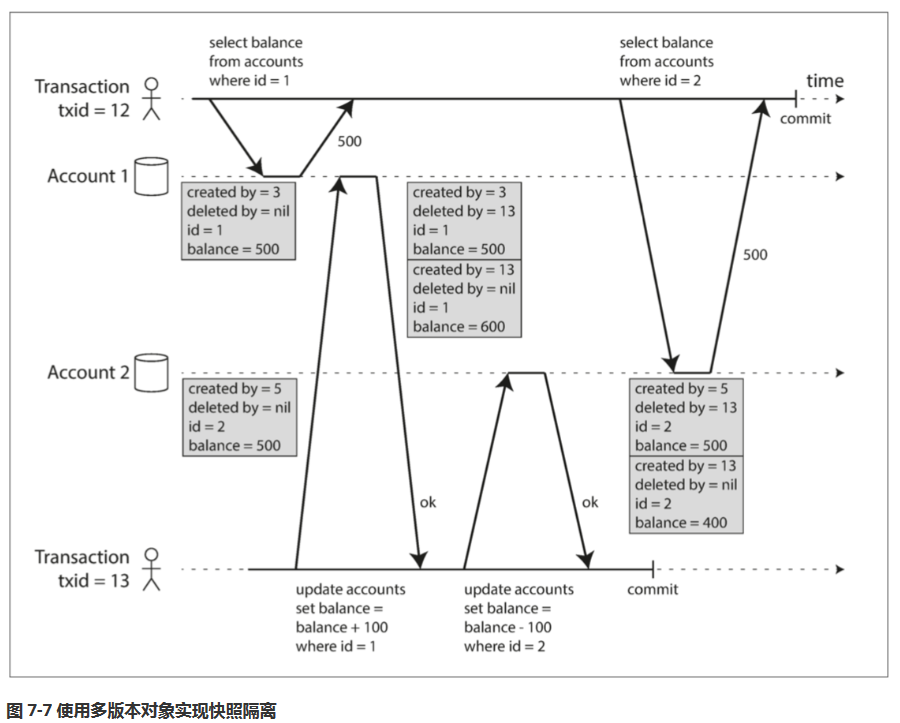 select balance
from accounts
where id = 1
select balance
from accounts
where id = 2
Transaction
txid = 12
time
commit
500
Account 1
created by = 3
deleted by = nil
id = 1
balance = 500
created by = 3
deleted by = 13
id = 1
balance = 500
created by = 13
deleted by = nil
id = 1
balance = 600
500
Account 2
created by = 5
deleted by = nil
id = 2
balance = 500
created by = 5
deleted by = 13
id = 2
balance = 500
created by = 13
deleted by = nil
id = 2
balance = 400
ok
ok
Transaction
txid = 13
update accounts
set balance =
balance + 100
where id = 1
update accounts
set balance =
balance - 100
where id = 2
commit
图 7-7 使用多版本对象实现快照隔离